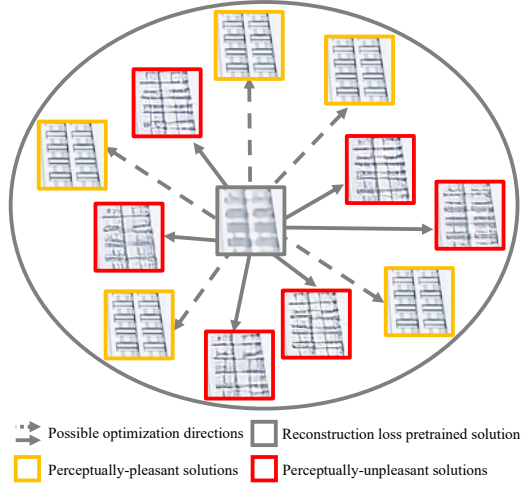 Possible optimization directions
Reconstruction loss pretrained solution
Perceptually-pleasant solutions
Perceptually-unpleasant solutions